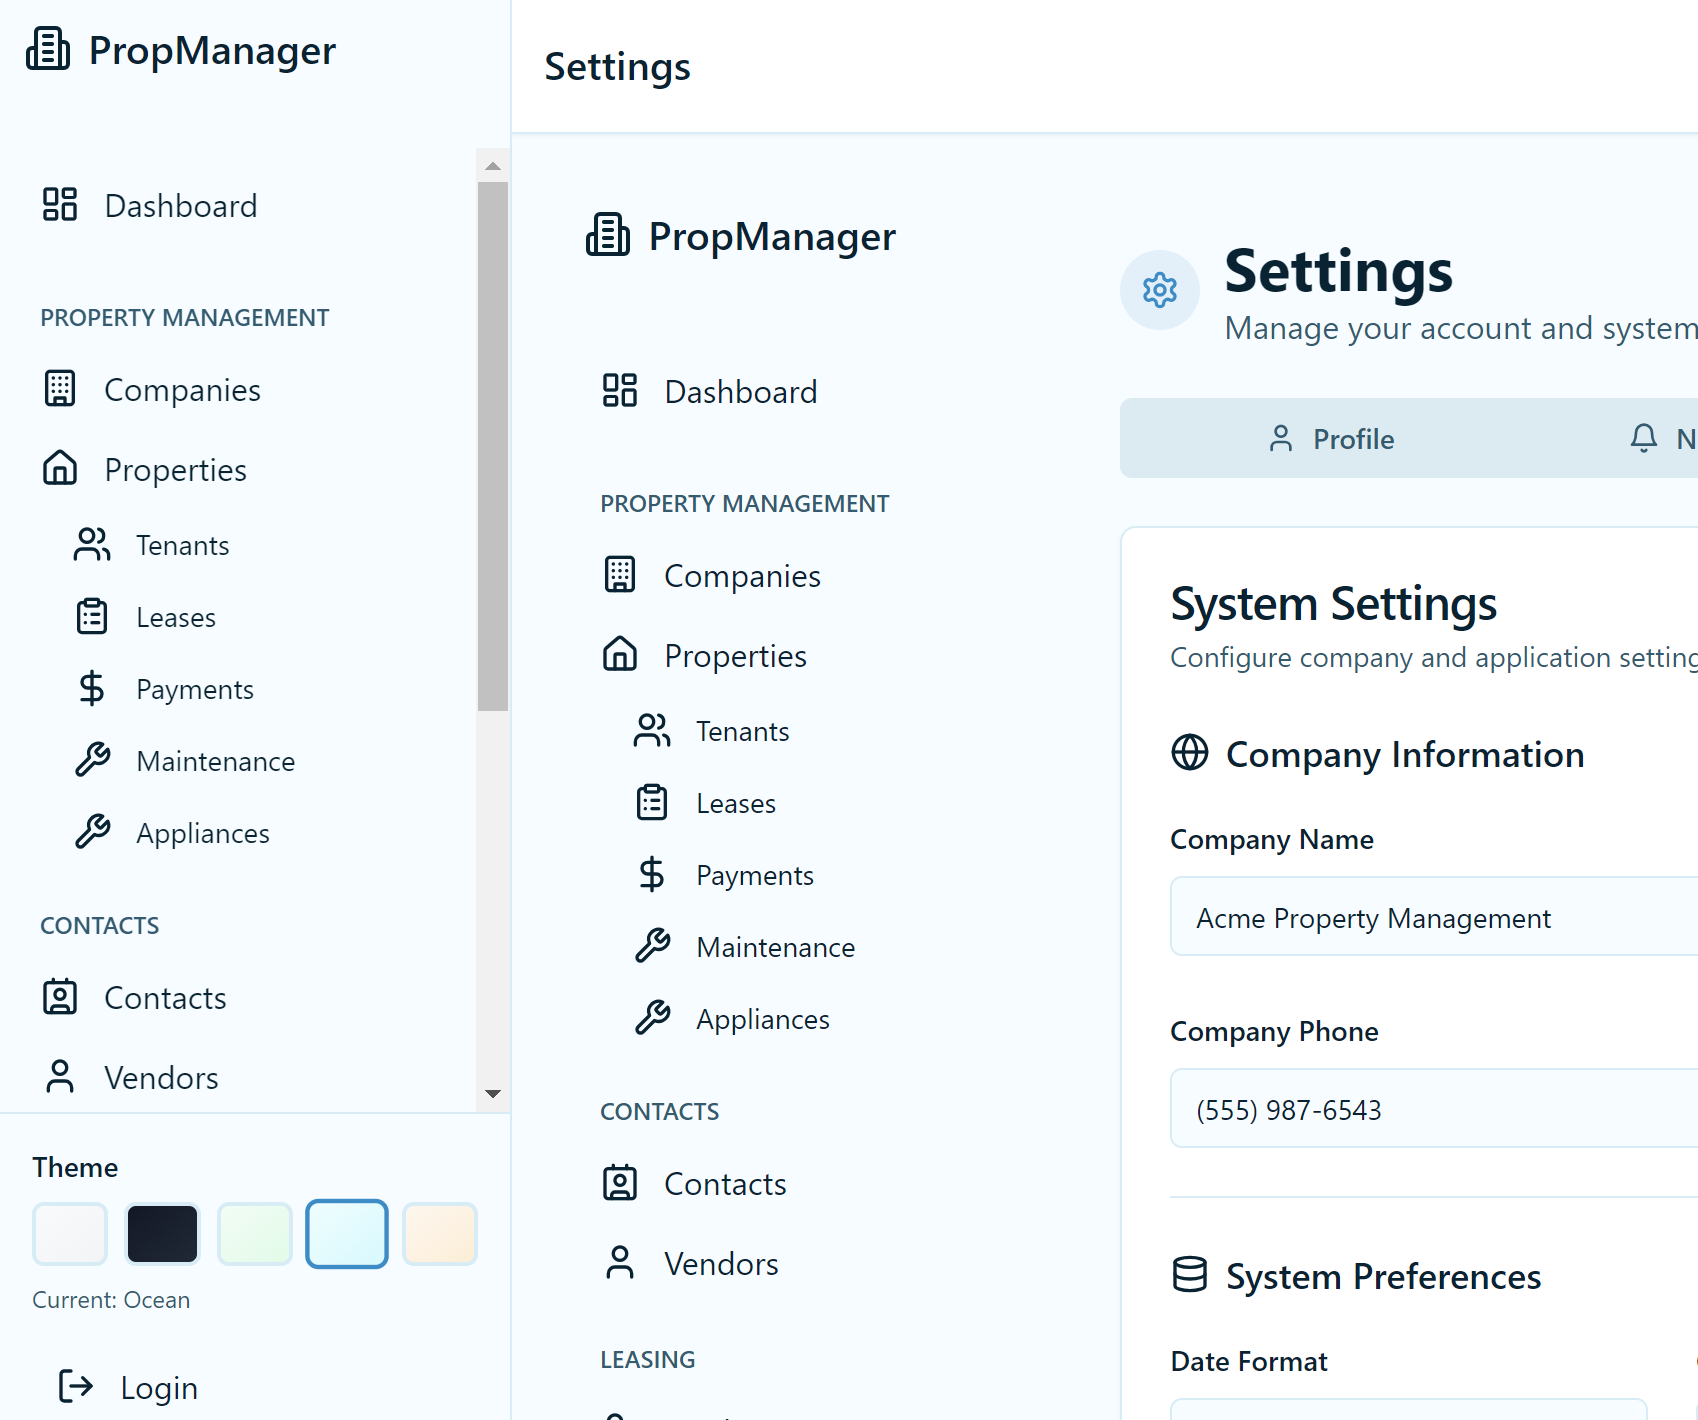 PropManager
Dashboard
PROPERTY MANAGEMENT
Companies
Properties
Tenants
Leases
Payments
Maintenance
Appliances
CONTACTS
Contacts
Vendors
Theme
Current: Ocean
Login
Settings
PropManager
Dashboard
PROPERTY MANAGEMENT
Companies
Properties
Tenants
Leases
Payments
Maintenance
Appliances
CONTACTS
Contacts
Vendors
LEASING
Settings
Manage your account and system
Profile
System Settings
Configure company and application
Company Information
Company Name
Acme Property Management
Company Phone
(555) 987-6543
System Preferences
Date Format